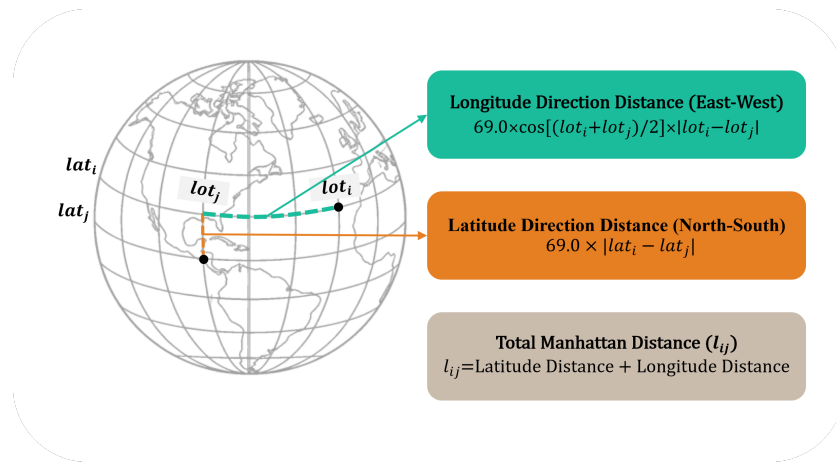 lat_i
lat_j
lot_j
lot_i
Longitude Direction Distance (East-West)
69.0×cos[(lot_i+lot_j)/2]×|lot_i−lot_j|
Latitude Direction Distance (North-South)
69.0 × |lat_i − lat_j|
Total Manhattan Distance (l_ij)
l_ij=Latitude Distance + Longitude Distance